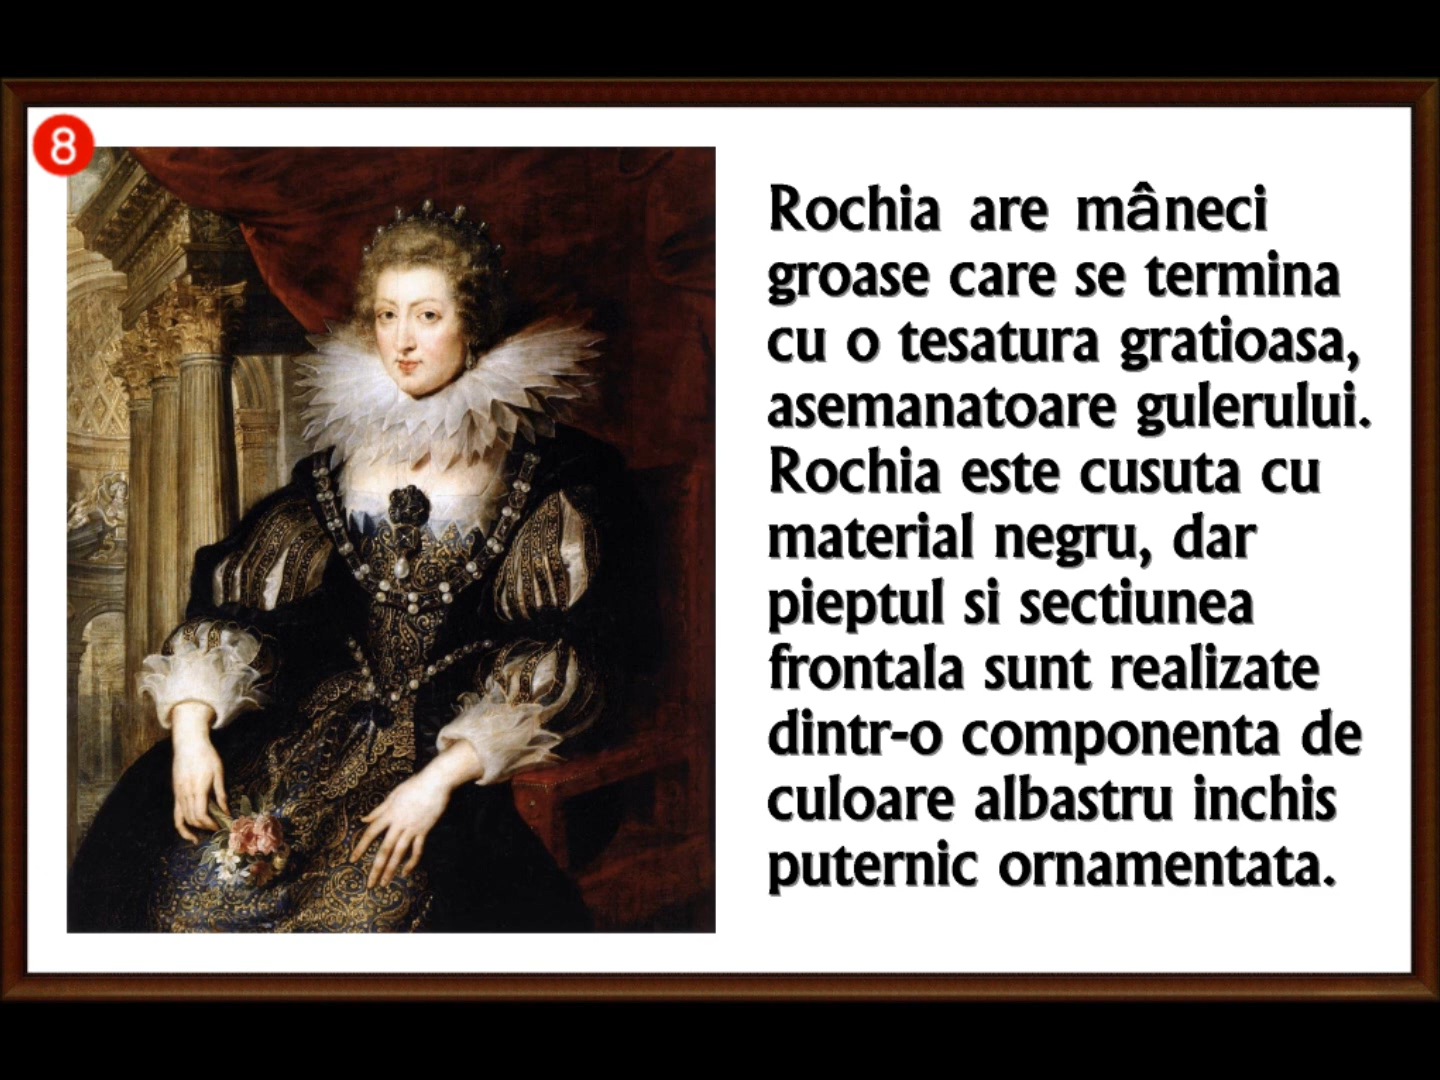 8
Rochia are mâneci
groase care se termina
cu o tesatura gratioasa,
asemanatoare gulerului.
Rochia este cusuta cu
material negru, dar
pieptul si sectiunea
frontala sunt realizate
dintr-o componenta de
culoare albastru inchis
puternic ornamentata.